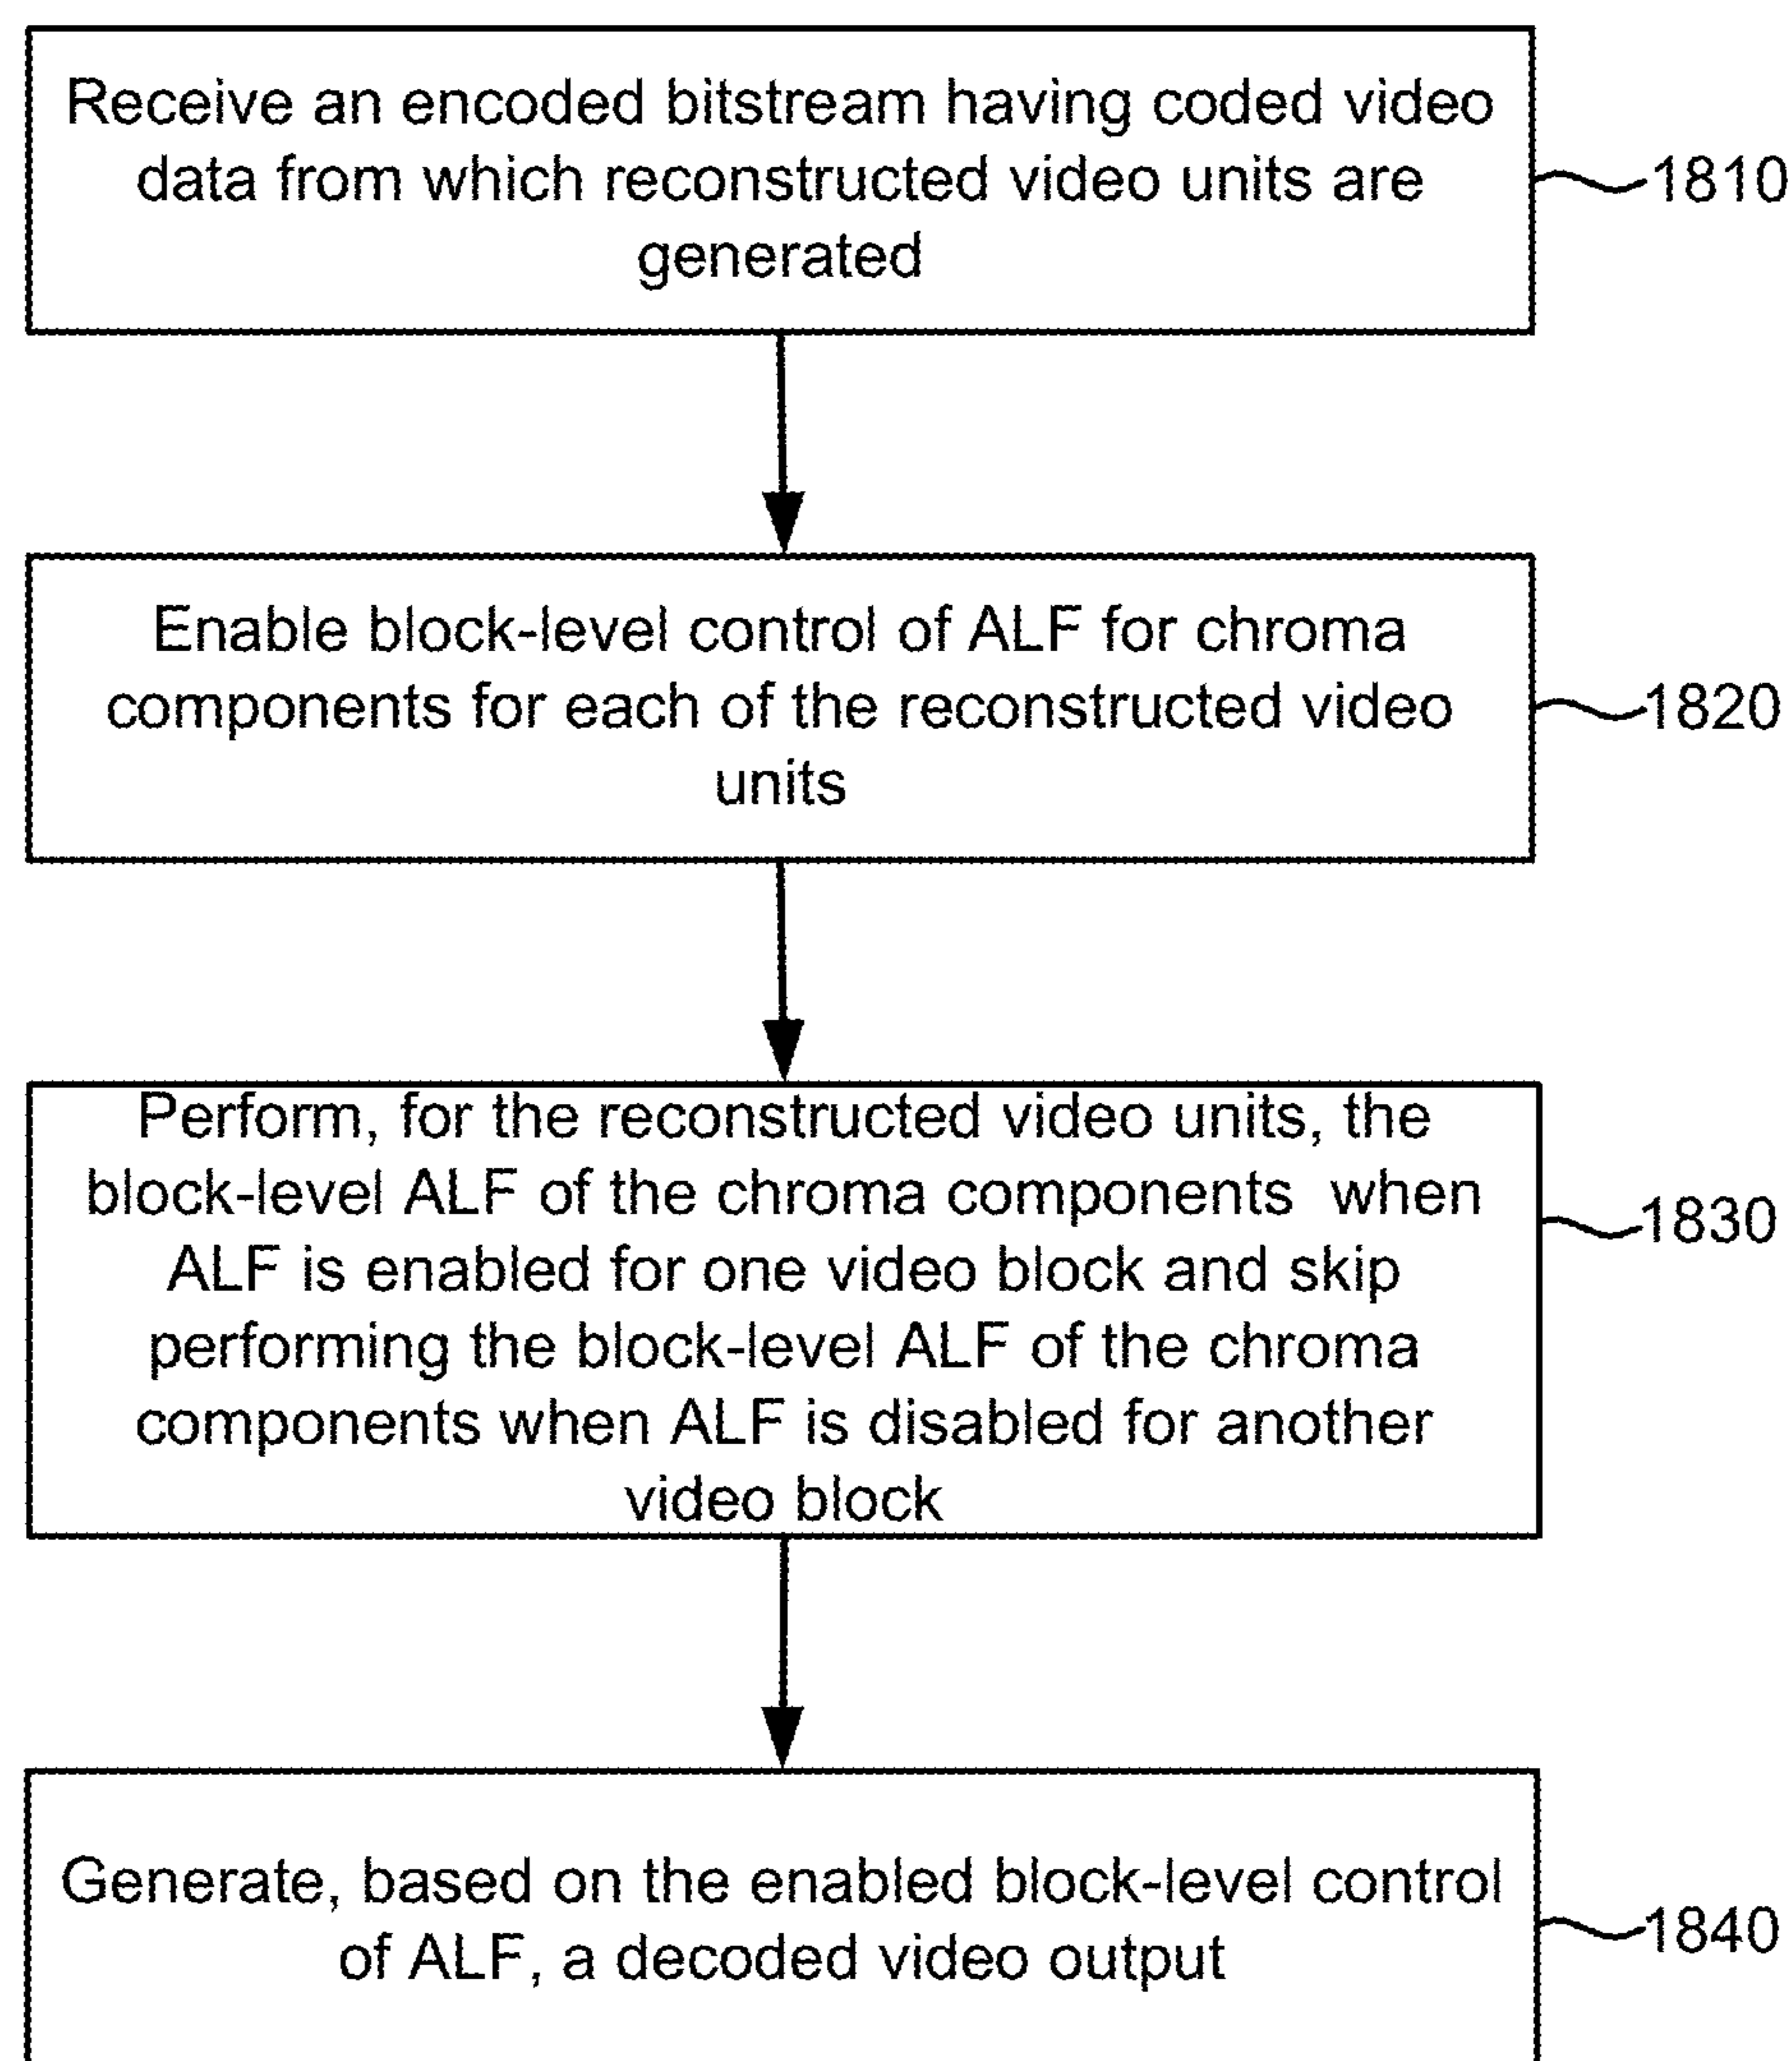 Receive an encoded bitstream having coded video
data from which reconstructed video units are
generated
1810
Enable block-level control of ALF for chroma
components for each of the reconstructed video
units
1820
Perform, for the reconstructed video units, the
block-level ALF of the chroma components when
ALF is enabled for one video block and skip
performing the block-level ALF of the chroma
components when ALF is disabled for another
video block
1830
Generate, based on the enabled block-level control
of ALF, a decoded video output
1840